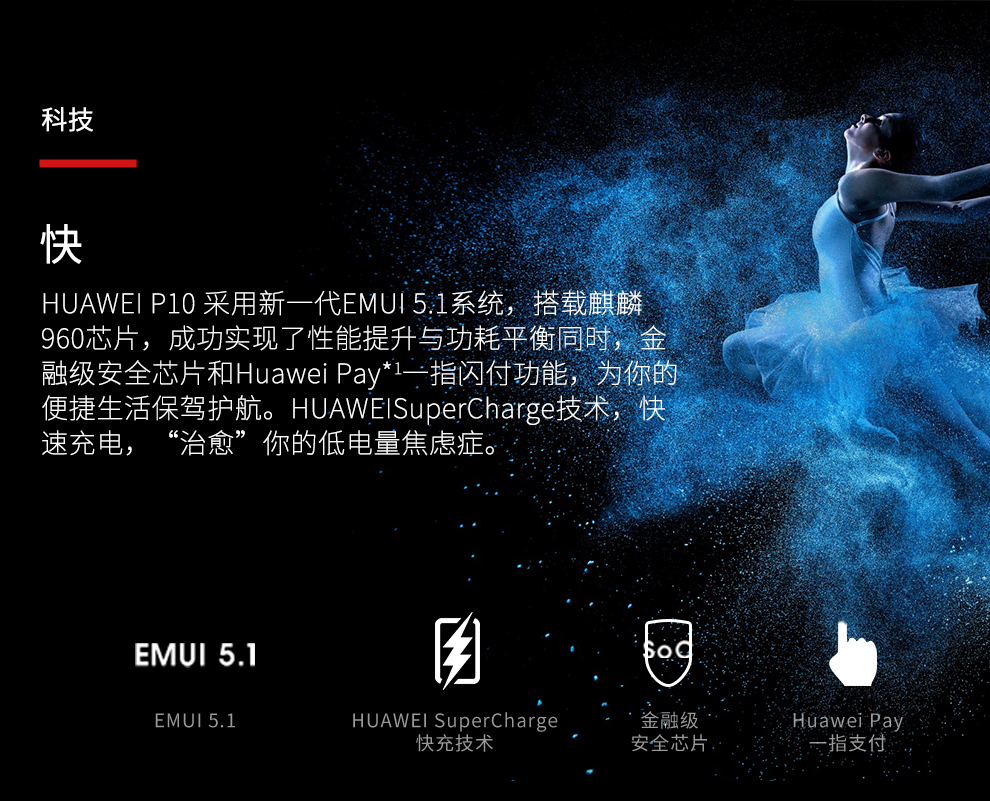 科技
快
HUAWEI P10 采用新一代EMUI 5.1系统，搭载麒麟
960芯片，成功实现了性能提升与功耗平衡同时，金
融级安全芯片和Huawei Pay*1一指闪付功能，为你的
便捷生活保驾护航。HUAWEISuperCharge技术，快
速充电，“治愈”你的低电量焦虑症。
EMUI 5.1
SoC
EMUI 5.1
HUAWEI SuperCharge
快充技术
金融级
安全芯片
Huawei Pay
一指支付